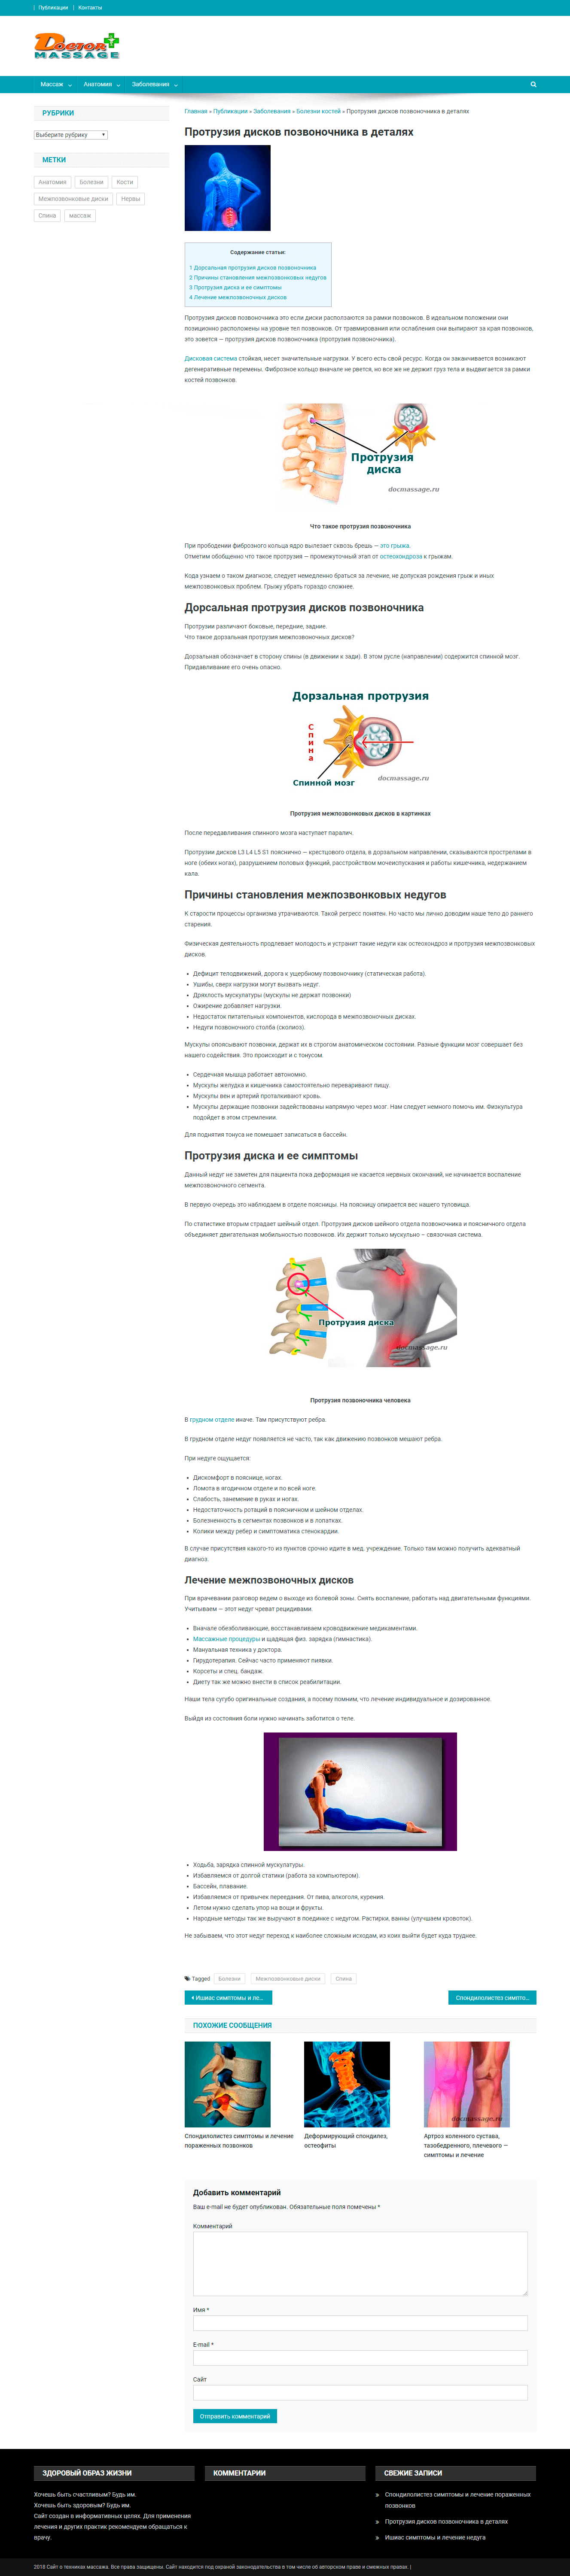 Публикации
Контакты
Doctor
MASSAGE
Массаж
Анатомия
Заболевания
РУБРИКИ
Выберите рубрику
МЕТКИ
Анатомия
Болезни
Кости
Межпозвонковые диски
Нервы
Спина
массаж
Главная » Публикации » Заболевания » Болезни костей » Протрузия дисков позвоночника в деталях
Протрузия дисков позвоночника в деталях
Содержание статьи:
1 Дорсальная протрузия дисков позвоночника
2 Причины становления межпозвонковых недугов
3 Протрузия диска и ее симптомы
4 Лечение межпозвоночных дисков
Протрузия дисков позвоночника это если диски располязются за рамки позвонков. В идеальном положении они
позиционно расположены на уровне тел позвонков. От травмирования или ослабления они выпирают за края позвонков,
это зовется — протрузия дисков позвоночника (протрузия позвоночника).
Дисковая система стойкая, несет значительные нагрузки. У всего есть свой ресурс. Когда он заканчивается возникают
дегенеративные перемены. Фиброзное кольцо вначале не рвется, но все же не держит груз тела и выдвигается за рамки
костей позвонков.
Протрузия
диска
docmassage.ru
Что такое протрузия позвоночника
При прободении фиброзного кольца ядро вылезает сквозь брешь — это грыжа.
Отметим обобщенно что такое протрузия — промежуточный этап от остеохондроза к грыжам.
Кода узнаем о таком диагнозе, следует немедленно браться за лечение, не допуская рождения грыж и иных
межпозвонковых проблем. Грыжу убрать гораздо сложнее.
Дорсальная протрузия дисков позвоночника
Протрузии различают боковые, передние, задние.
Что такое дорзальная протрузия межпозвоночных дисков?
Дорзальная обозначает в сторону спины (в движении к зади). В этом русле (направлении) содержится спинной мозг.
Придавливание его очень опасно.
Дорзальная протрузия
Спина
Спинной мозг
docmassage.ru
Протрузия межпозвонковых дисков в картинках
После передавливания спинного мозга наступает паралич.
Протрузии дисков L3 L4 L5 S1 пояснично — крестцового отдела, в дорзальном направлении, сказываются прострелами в
ноге (обеих ногах), разрушением половых функций, расстройством мочеиспускания и работы кишечника, недержанием
кала.
Причины становления межпозвонковых недугов
К старости процессы организма утрачиваются. Такой регресс понятен. Но часто мы лично доводим наше тело до раннего
старения.
Физическая деятельность продлевает молодость и устранит такие недуги как остеохондроз и протрузия межпозвонковых
дисков.
Дефицит телодвижений, дорога к ущербному позвоночнику (статическая работа).
Ушибы, сверх нагрузки могут вызвать недуг.
Дряхлость мускулатуры (мускулы не держат позвонки)
Ожирение добавляет нагрузки.
Недостаток питательных компонентов, кислорода в межпозвоночных дисках.
Недуги позвоночного столба (сколиоз).
Мускулы опоясывают позвонки, держат их в строгом анатомическом состоянии. Разные функции мозг совершает без
нашего содействия. Это происходит и с тонусом.
Сердечная мышца работает автономно.
Мускулы желудка и кишечника самостоятельно переваривают пищу.
Мускулы вен и артерий проталкивают кровь.
Мускулы держащие позвонки задействованы напрямую через мозг. Нам следует немного помочь им. Физкультура
подойдет в этом стремлении.
Для поднятия тонуса не помешает записаться в бассейн.
Протрузия диска и ее симптомы
Данный недуг не заметен для пациента пока деформация не касается нервных окончаний, не начинается воспаление
межпозвоночного сегмента.
В первую очередь это наблюдаем в отделе поясницы. На поясницу опирается вес нашего туловища.
По статистике вторым страдает шейный отдел. Протрузия дисков шейного отдела позвоночника и поясничного отдела
объединяет двигательная мобильностью позвонков. Их держит только мускульно – связочная система.
Протрузия диска
docmassage.ru
Протрузия позвоночника человека
В грудном отделе иначе. Там присутствуют ребра.
В грудном отделе недуг появляется не часто, так как движению позвонков мешают ребра.
При недуге ощущается:
Дискомфорт в пояснице, ногах.
Ломота в ягодичном отделе и по всей ноге.
Слабость, занемение в руках и ногах.
Недостаточность ротаций в поясничном и шейном отделах.
Болезненность в сегментах позвонков и в лопатках.
Колики между ребер и симптоматика стенокардии.
В случае присутствия какого-то из пунктов срочно идите в мед. учреждение. Только там можно получить адекватный
диагноз.
Лечение межпозвоночных дисков
При врачевании разговор ведем о выходе из болевой зоны. Снять воспаление, работать над двигательными функциями.
Учитываем — этот недуг чреват рецидивами.
Вначале обезболивающие, восстанавливаем кроводвижение медикаментами.
Массажные процедуры и щадящая физ. зарядка (гимнастика).
Мануальная техника у доктора.
Гирудотерапия. Сейчас часто применяют пиявки.
Корсеты и спец. бандаж.
Диету так же можно внести в список реабилитации.
Наши тела сугубо оригинальные создания, а посему помним, что лечение индивидуальное и дозированное.
Выйдя из состояния боли нужно начинать заботится о теле.
Ходьба, зарядка спинной мускулатуры.
Избавляемся от долгой статики (работа за компьютером).
Бассейн, плавание.
Избавляемся от привычек переедания. От пива, алкоголя, курения.
Летом нужно сделать упор на вощи и фрукты.
Народные методы так же выручают в поединке с недугом. Растирки, ванны (улучшаем кровоток).
Не забываем, что этот недуг переход к наиболее сложным исходам, из коих выйти будет куда труднее.
Tagged Болезни Межпозвонковые диски Спина
Ишиас симптомы и ле...
Спондилолистез симпто...
ПОХОЖИЕ СООБЩЕНИЯ
docmassage.ru
Спондилолистез симптомы и лечение
пораженных позвонков
Деформирующий спондилез,
остеофиты
Артроз коленного сустава,
тазобедренного, плечевого —
симптомы и лечение
Добавить комментарий
Ваш e-mail не будет опубликован. Обязательные поля помечены *
Комментарий
Имя *
E-mail *
Сайт
Отправить комментарий
ЗДОРОВЫЙ ОБРАЗ ЖИЗНИ
Хочешь быть счастливым? Будь им.
Хочешь быть здоровым? Будь им.
Сайт создан в информативных целях. Для применения
лечения и других практик рекомендуем обращаться к
врачу.
КОММЕНТАРИИ
СВЕЖИЕ ЗАПИСИ
Спондилолистез симптомы и лечение пораженных
позвонков
Протрузия дисков позвоночника в деталях
Ишиас симптомы и лечение недуга
2018 Сайт о техниках массажа. Все права защищены. Сайт находится под охраной законодательства в том числе об авторском праве и смежных правах. |